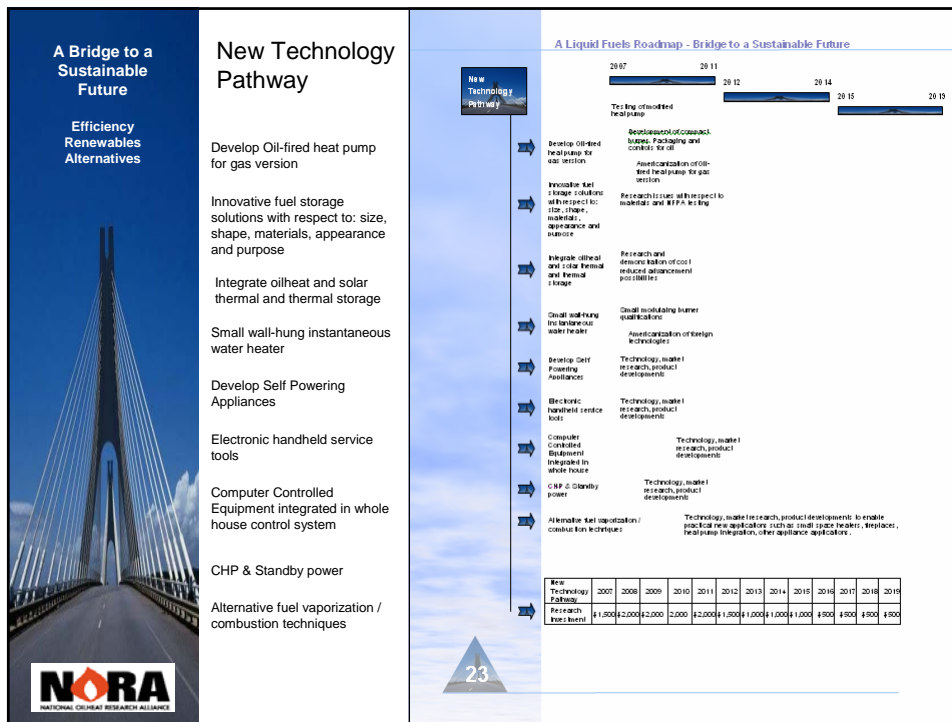 A Bridge to a
Sustainable
Future
Efficiency
Renewables
Alternatives
NORA
NATIONAL OILHEAT RESEARCH ALLIANCE
New Technology
Pathway
Develop Oil-fired heat pump
for gas version
Innovative fuel storage
solutions with respect to: size,
shape, materials, appearance
and purpose
Integrate oilheat and solar
thermal and thermal storage
Small wall-hung instantaneous
water heater
Develop Self Powering
Appliances
Electronic handheld service
tools
Computer Controlled
Equipment integrated in whole
house control system
CHP & Standby power
Alternative fuel vaporization /
combustion techniques
A Liquid Fuels Roadmap - Bridge to a Sustainable Future
New
Technology
Pathway
2007 2011
2012 2014
2015 2019
Testing of modified
heat pump
Develop Oil-fired
heat pump for
gas version
Development of compact
burner. Packaging and
controls for oil
Americanization of Oil-
fired heat pump for gas
version
Innovative fuel
storage solutions
with respect to:
size, shape,
materials,
appearance and
purpose
Research issues with respect to
materials and NFPA testing
Integrate oilheat
and solar thermal
and thermal
storage
Research and
demonstration of cost
reduced advancement
possibilities
Small wall-hung
instantaneous
water heater
Small modulating burner
qualifications
Americanization of foreign
technologies
Develop Self
Powering
Appliances
Technology, market
research, product
developments
Electronic
handheld service
tools
Technology, market
research, product
developments
Computer
Controlled
Equipment
integrated in
whole house
Technology, market
research, product
developments
CHP & Standby
power
Technology, market
research, product
developments
Alternative fuel vaporization /
combustion techniques
Technology, market research, product developments to enable
practical new applications such as small space heaters, fireplaces,
heat pump integration, other appliance applications.
New
Technology
Pathway
2007 2008 2009 2010 2011 2012 2013 2014 2015 2016 2017 2018 2019
Research
Investment
$1,500 $2,000 $2,000 2,000 $2,000 $1,500 $1,000 $1,000 $1,000 $500 $500 $500 $500
23